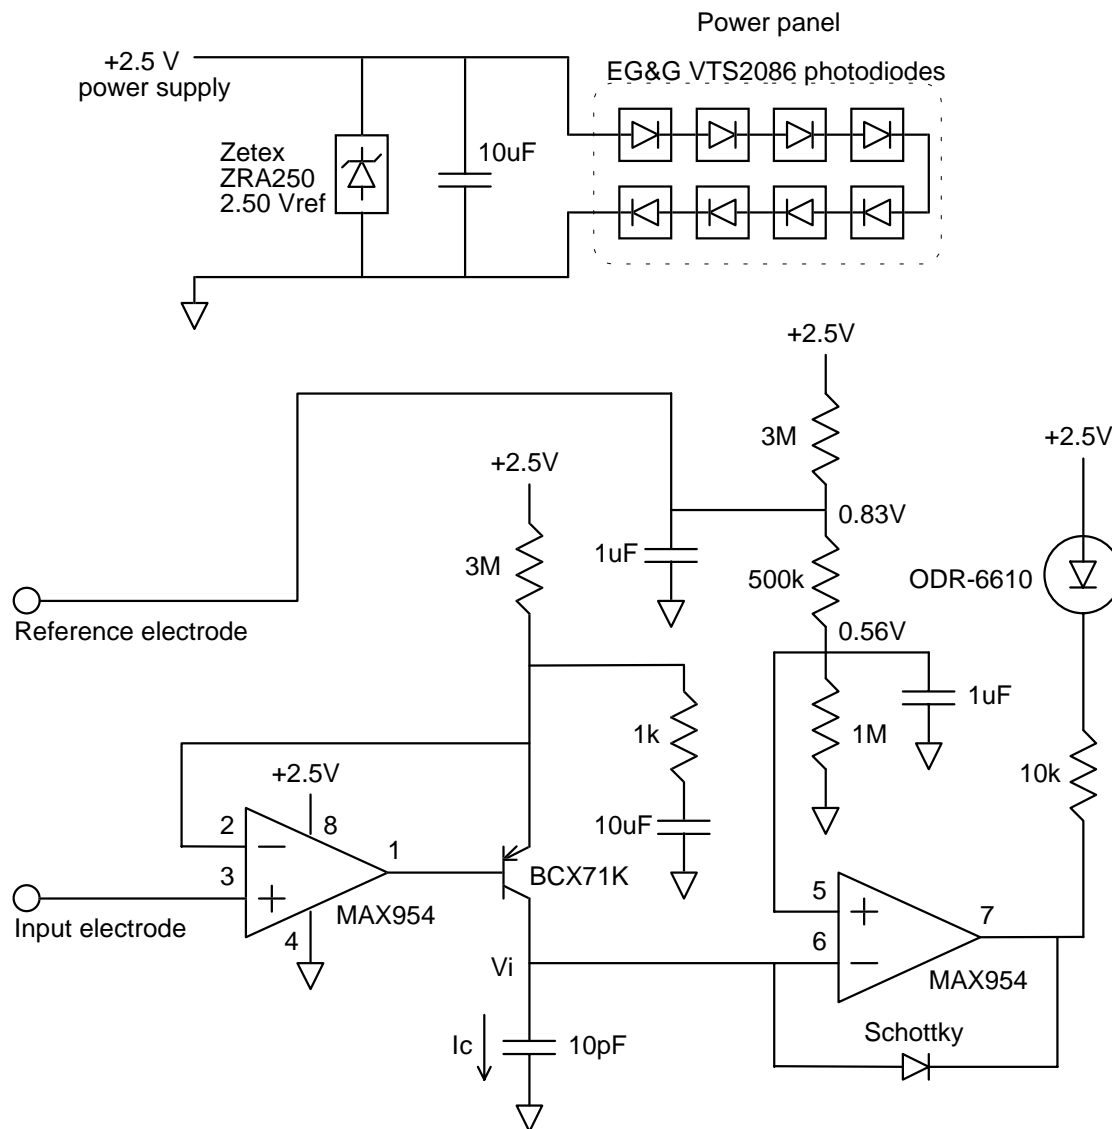 Power panel
+2.5 V
power supply
EG&G VTS2086 photodiodes
Zetex
ZRA250
2.50 Vref
10uF
+2.5V
3M
+2.5V
+2.5V
0.83V
3M
1uF
500k
ODR-6610
Reference electrode
0.56V
1uF
1k
1M
10k
+2.5V
10uF
2
8
1
3
BCX71K
5
7
Input electrode
MAX954
4
6
MAX954
Vi
Schottky
Ic
10pF